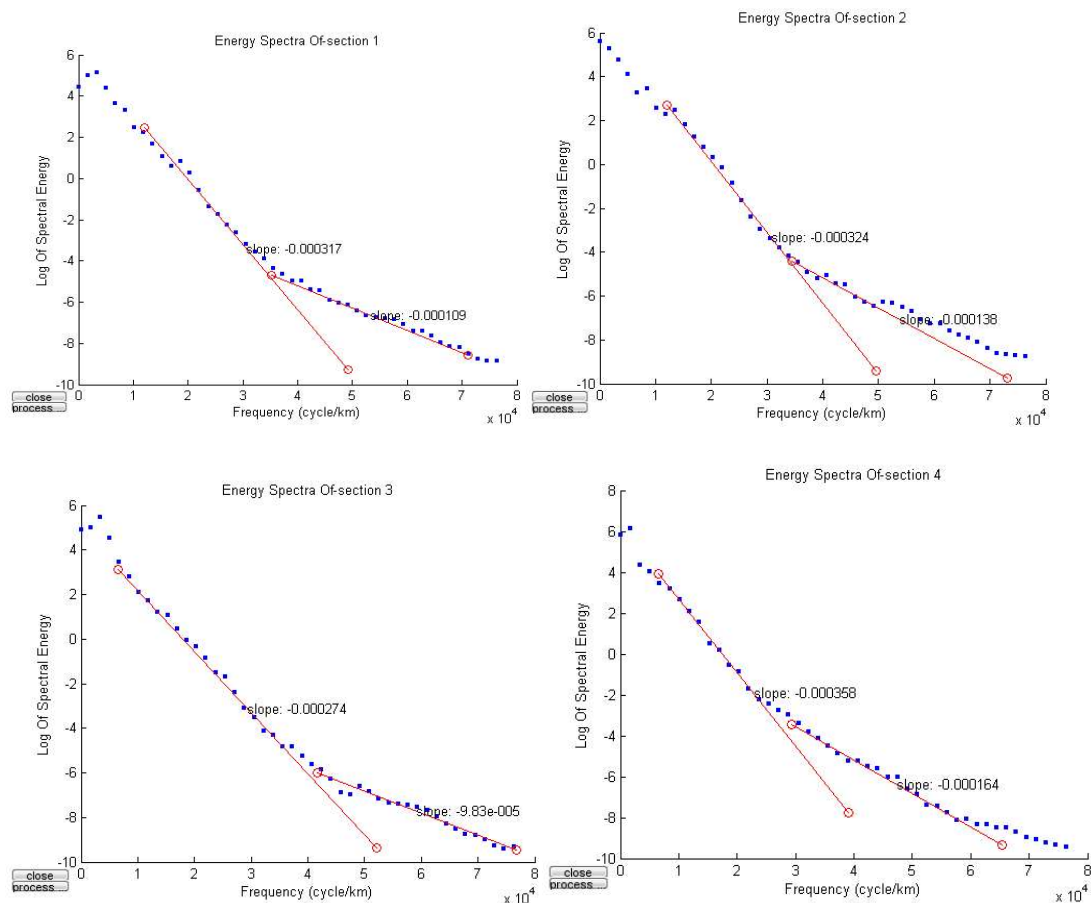 Energy Spectra Of-section 1
6
4
2
0
-2
-4
-6
-8
-10
Log Of Spectral Energy
slope: -0.000317
slope: -0.000109
0
1
2
3
4
5
6
7
8
x 10^4
Frequency (cycle/km)
close
process
Energy Spectra Of-section 2
6
4
2
0
-2
-4
-6
-8
-10
Log Of Spectral Energy
slope: -0.000324
slope: -0.000138
0
1
2
3
4
5
6
7
8
x 10^4
Frequency (cycle/km)
close
process
Energy Spectra Of-section 3
6
4
2
0
-2
-4
-6
-8
-10
Log Of Spectral Energy
slope: -0.000274
slope: -9.83e-005
0
1
2
3
4
5
6
7
8
x 10^4
Frequency (cycle/km)
close
process
Energy Spectra Of-section 4
8
6
4
2
0
-2
-4
-6
-8
-10
Log Of Spectral Energy
slope: -0.000358
slope: -0.000164
0
1
2
3
4
5
6
7
8
x 10^4
Frequency (cycle/km)
close
process